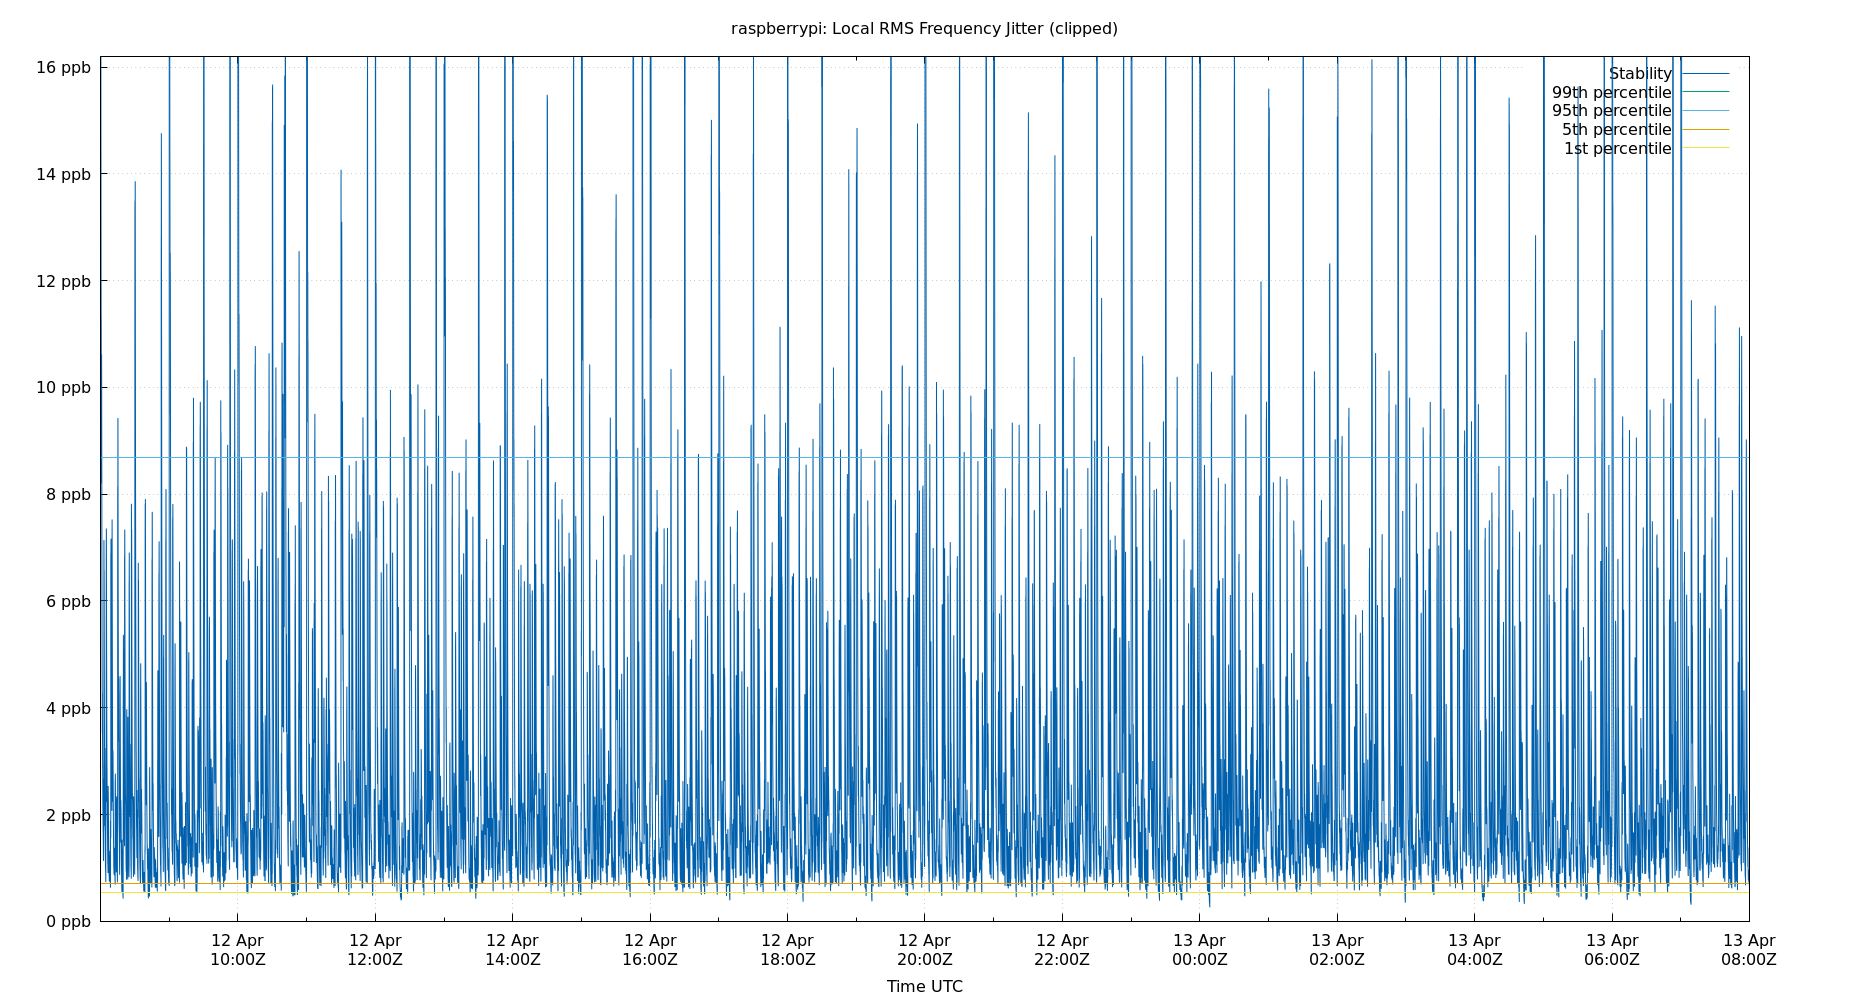 raspberrypi: Local RMS Frequency Jitter (clipped)
16 ppb
14 ppb
12 ppb
10 ppb
8 ppb
6 ppb
4 ppb
2 ppb
0 ppb
Stability
99th percentile
95th percentile
5th percentile
1st percentile
12 Apr 12 Apr 12 Apr 12 Apr 12 Apr 12 Apr 12 Apr 13 Apr 13 Apr 13 Apr 13 Apr 13 Apr
10:00Z 12:00Z 14:00Z 16:00Z 18:00Z 20:00Z 22:00Z 00:00Z 02:00Z 04:00Z 06:00Z 08:00Z
Time UTC